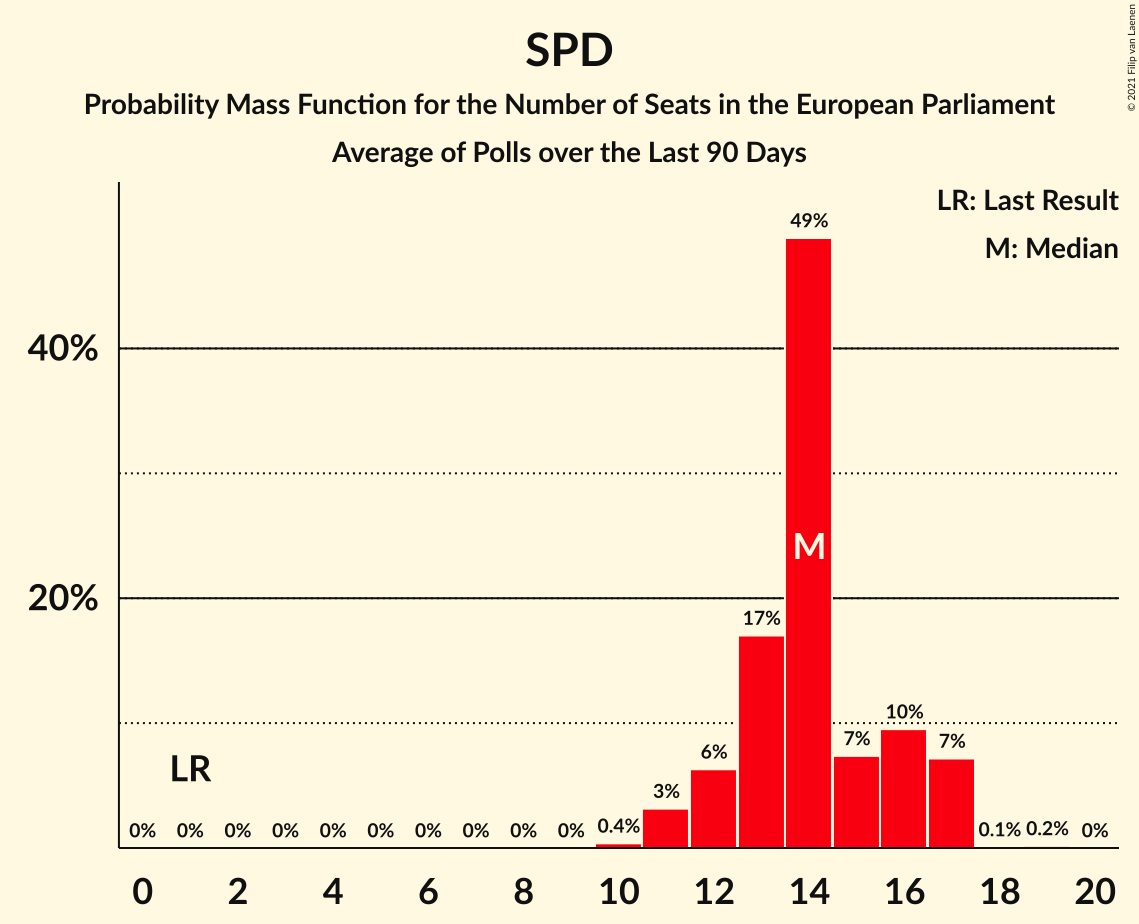 SPD
Probability Mass Function for the Number of Seats in the European Parliament
Average of Polls over the Last 90 Days
© 2021 Filip van Laenen
LR: Last Result
M: Median
49%
40%
M
20%
17%
10%
7%
7%
6%
LR
3%
0% 0% 0% 0% 0% 0% 0% 0% 0% 0% 0.4% 0.1% 0.2% 0%
0 2 4 6 8 10 12 14 16 18 20